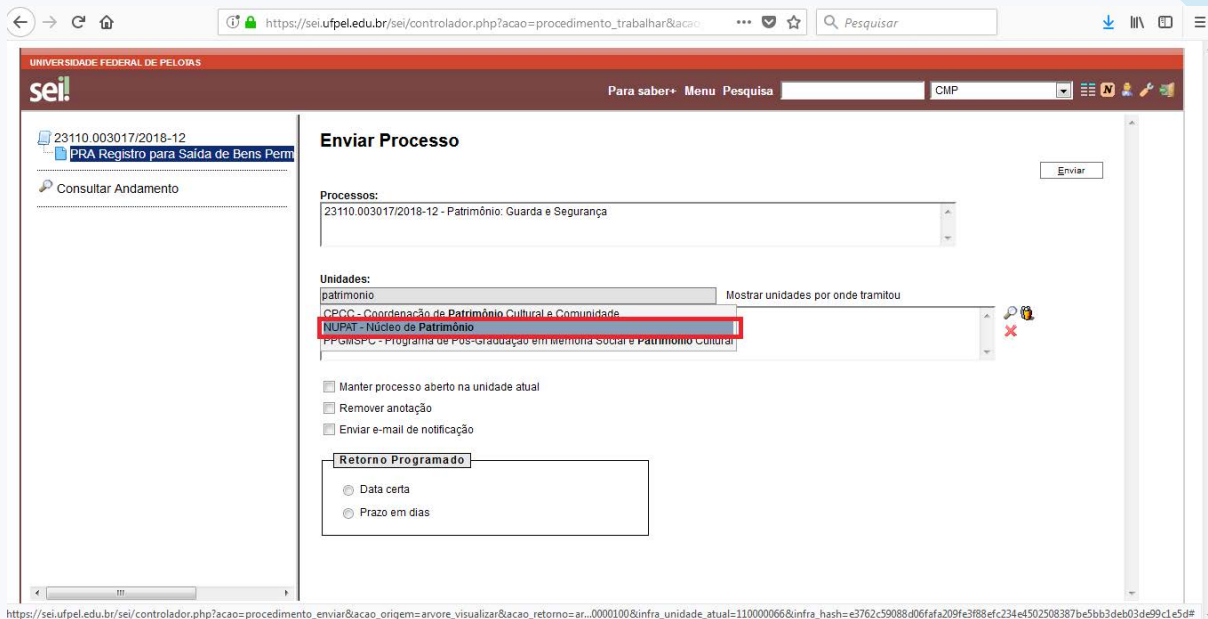 https://sei.ufpel.edu.br/sei/controlador.php?acao=procedimento_trabalhar&acao
Pesquisar
UNIVERSIDADE FEDERAL DE PELOTAS
sei!
Para saber+ Menu Pesquisa
CMP
23110.003017/2018-12
PRA Registro para Saída de Bens Perm
Consultar Andamento
Enviar Processo
Enviar
Processos:
23110.003017/2018-12 - Patrimônio: Guarda e Segurança
Unidades:
patrimonio
Mostrar unidades por onde tramitou
CPCC - Coordenação de Patrimônio Cultural e Comunidade
NUPAT - Núcleo de Patrimônio
PPGMSPC - Programa de Pós-Graduação em Memória Social e Patrimônio Cultural
Manter processo aberto na unidade atual
Remover anotação
Enviar e-mail de notificação
Retorno Programado
Data certa
Prazo em dias
https://sei.ufpel.edu.br/sei/controlador.php?acao=procedimento_enviar&acao_origem=arvore_visualizar&acao_retorno=ar...0000100&infra_unidade_atual=110000066&infra_hash=e3762c59088d06fafa209fe3f88efc234e4502508387be5bb3deb03de99c1e5d#